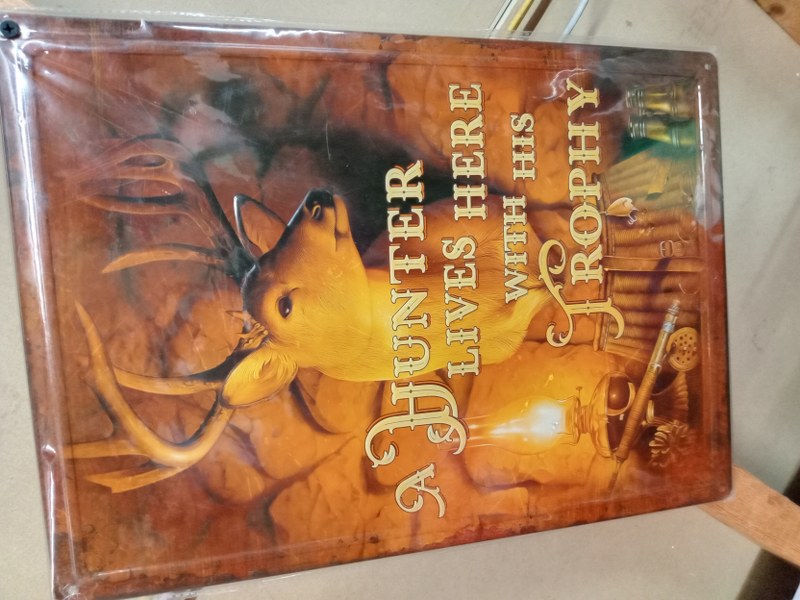 A HUNTER
LIVES HERE
WITH HIS
TROPHY